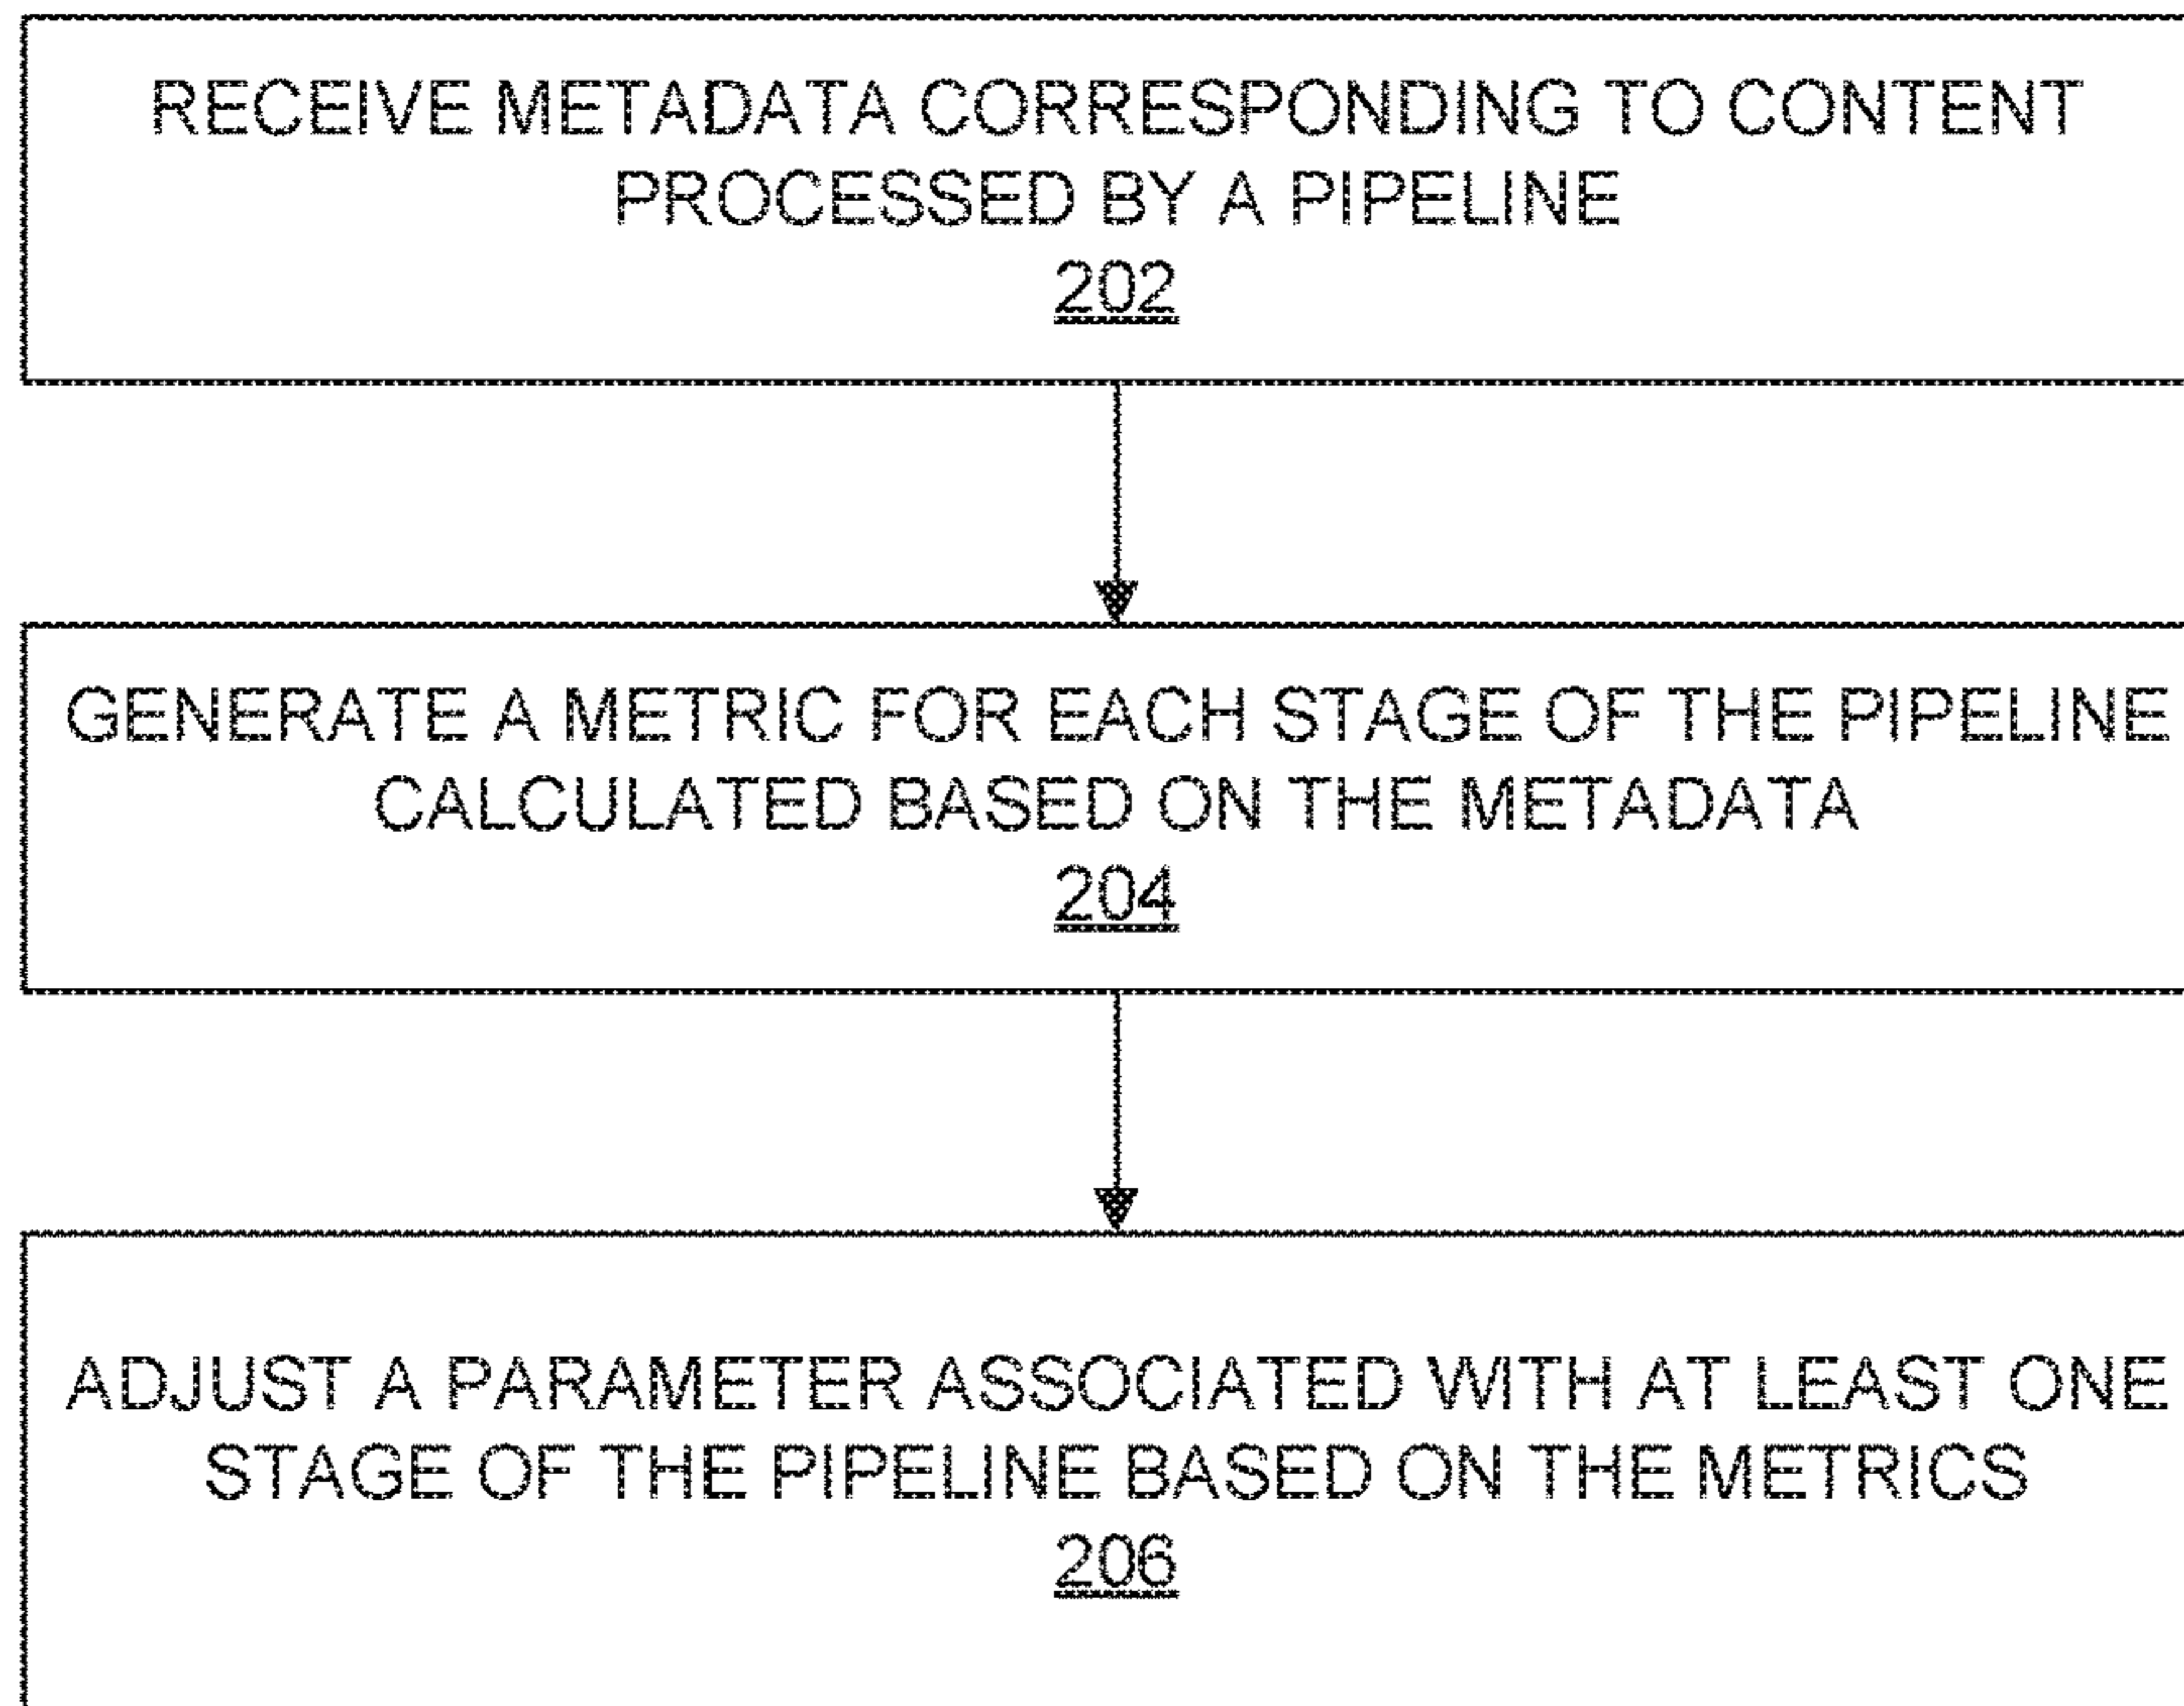 RECEIVE METADATA CORRESPONDING TO CONTENT
PROCESSED BY A PIPELINE
202
GENERATE A METRIC FOR EACH STAGE OF THE PIPELINE
CALCULATED BASED ON THE METADATA
204
ADJUST A PARAMETER ASSOCIATED WITH AT LEAST ONE
STAGE OF THE PIPELINE BASED ON THE METRICS
206